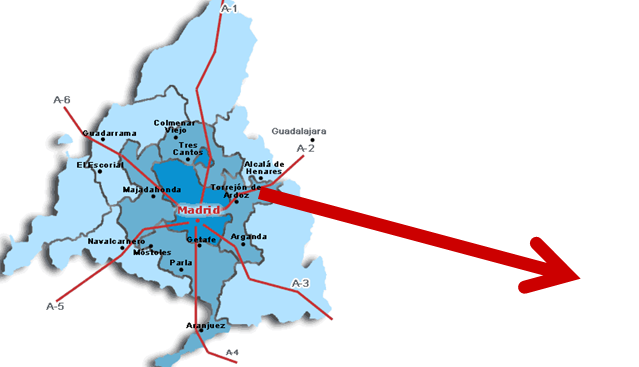 A-1
A-6
Colmenar
Viejo
Guadarrama
Guadalajara
Tres
Cantos
A-2
El Escorial
Alcalá de
Henares
Majadahonda
Torrejón de
Ardoz
Madrid
Navalcarnero
Móstoles
Getafe
Arganda
Parla
A-3
A-5
Aranjuez
A-4